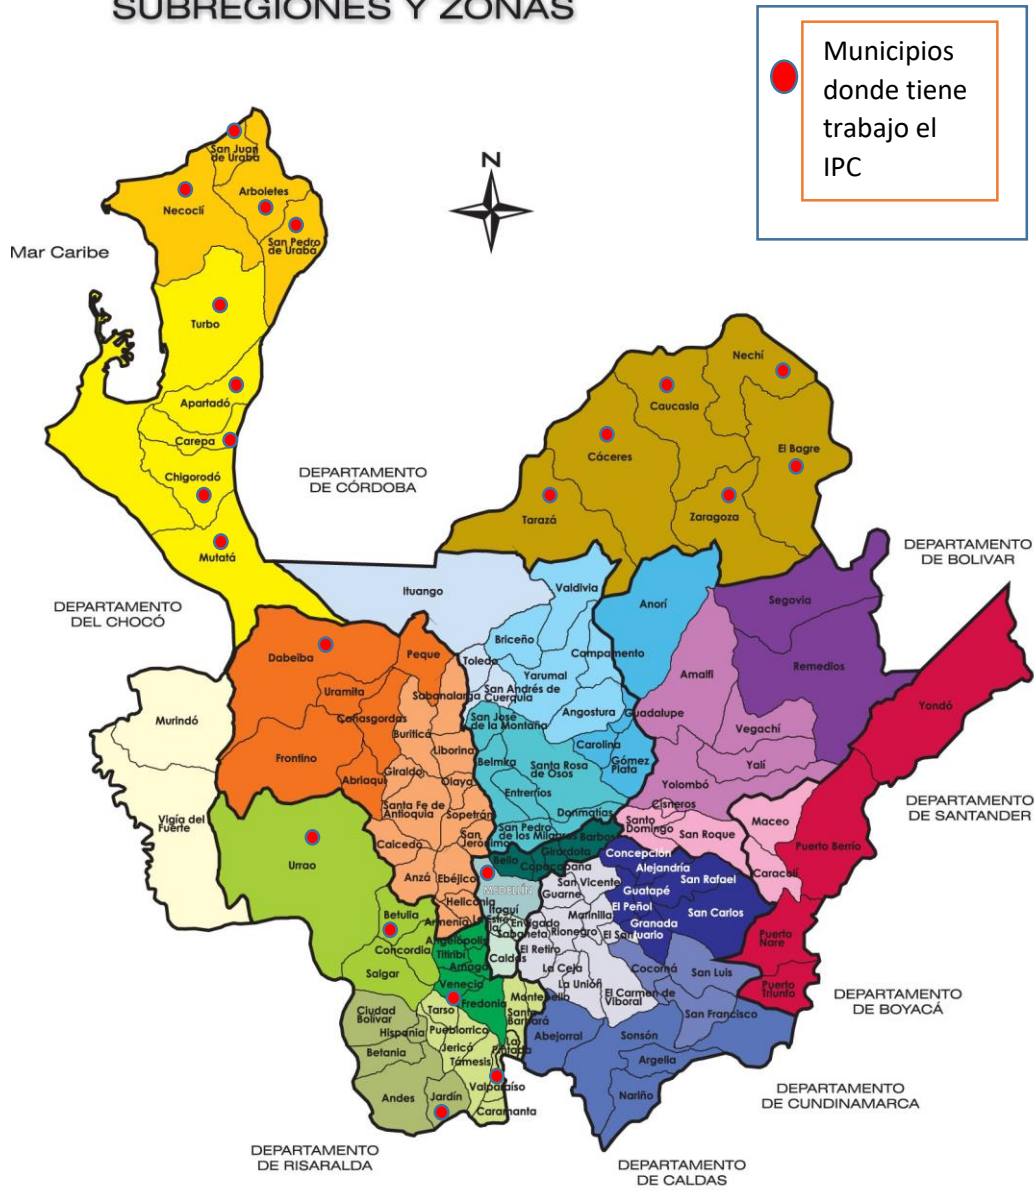 SUBREGIONES Y ZONAS
Municipios
donde tiene
trabajo el
IPC
N
San Juan
de Urabá
Necoclí
Arboletes
San Pedro
de Urabá
Mar Caribe
Turbo
Apartadó
Carepa
Chigorodó
Mutatá
DEPARTAMENTO
DE CÓRDOBA
Nechí
Caucasia
Cáceres
El Bagre
Tarazá
Zaragoza
DEPARTAMENTO
DE BOLIVAR
DEPARTAMENTO
DEL CHOCÓ
Ituango
Valdivia
Anorí
Segovia
Briceño
Dabeiba
Peque
Toledo
Campamento
Remedios
Yarumal
Amalfi
Uramita
Sabanalarga
San Andrés de
Cuerquia
Yondó
Murindó
Cañasgordas
San José
de la Montaña
Angostura
Guadalupe
Buriticá
Vegachí
Liborina
Carolina
Frontino
Belmira
Santa Rosa
de Osos
Gómez
Plata
Yalí
Abriaquí
Giraldo
Olaya
Entrerríos
Yolombó
DEPARTAMENTO
DE SANTANDER
Santa Fe de
Antioquia
Sopetrán
Donmatías
Cisneros
Vigía del
Fuerte
San Pedro
de los Milagros
Santo
Domingo
Maceo
San Roque
Barbosa
Puerto Berrío
Urrao
Caicedo
San
Jerónimo
Girardota
Concepción
Bello
Copacabana
Alejandría
Caracolí
Anzá
Ebéjico
MEDELLÍN
San Vicente
Guarne
Guatapé
San Rafael
Heliconia
Itagüí
El Peñol
Betulia
Armenia
La Estrella
Envigado
Marinilla
Granada
San Carlos
Sabaneta
Rionegro
El Santuario
Puerto
Nare
Concordia
Angelópolis
Titiribí
Caldas
El Retiro
Amagá
La Ceja
Cocorná
San Luis
Salgar
Venecia
La Unión
Puerto
Triunfo
Fredonia
Montebello
El Carmen de
Viboral
DEPARTAMENTO
DE BOYACÁ
Ciudad
Bolívar
Tarso
Santa
Barbará
San Francisco
Hispania
Pueblorrico
Abejorral
Sonsón
Betania
Jericó
La
Pintada
Támesis
Argelia
Valparaíso
Andes
Jardín
Nariño
DEPARTAMENTO
DE CUNDINAMARCA
Caramanta
DEPARTAMENTO
DE RISARALDA
DEPARTAMENTO
DE CALDAS